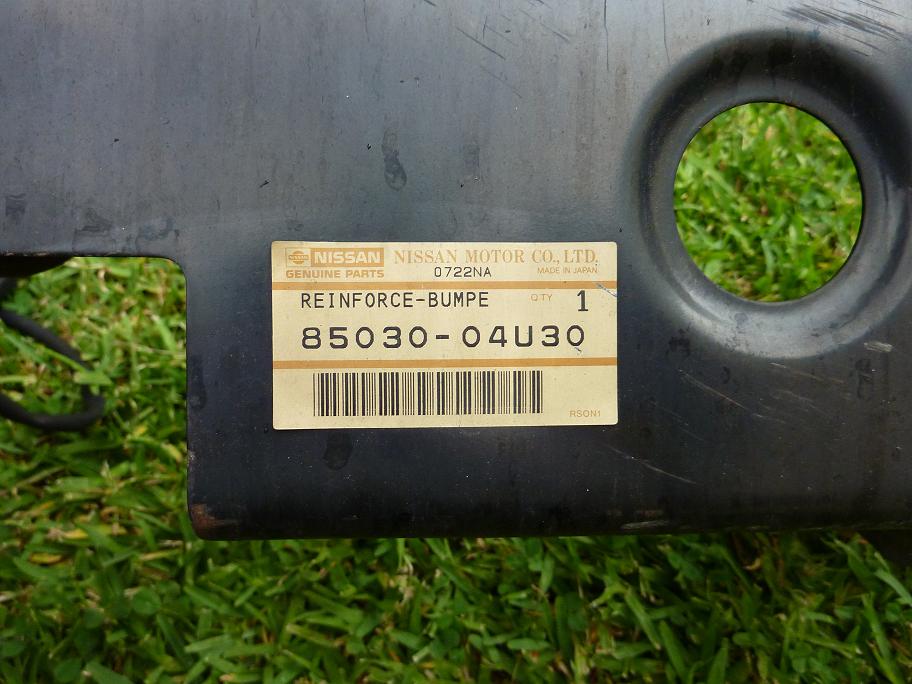 NISSAN NISSAN MOTOR CO., LTD.
GENUINE PARTS 0722NA MADE IN JAPAN
REINFORCE-BUMPE QTY 1
85030-04U30
RSON1